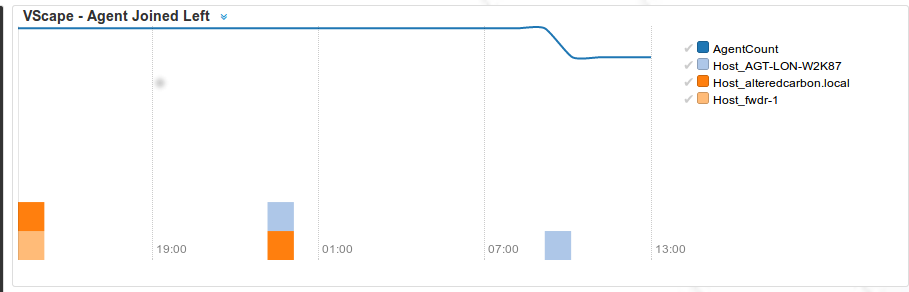 VScape - Agent Joined Left
AgentCount
Host_AGT-LON-W2K87
Host_alteredcarbon.local
Host_fwdr-1
19:00
01:00
07:00
13:00